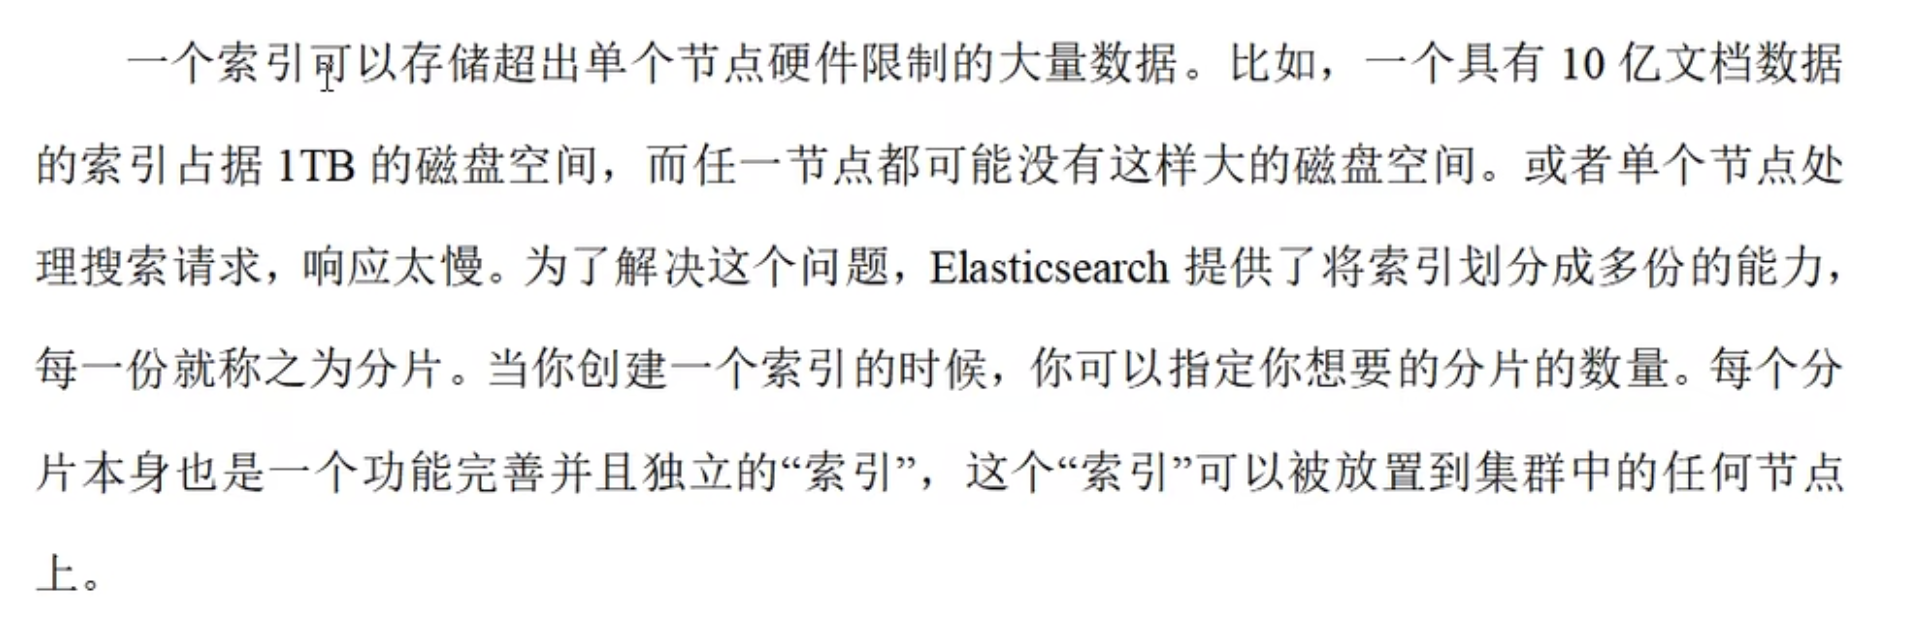 一个索引可以存储超出单个节点硬件限制的大量数据。比如，一个具有 10 亿文档数据
的索引占据 1TB 的磁盘空间，而任一节点都可能没有这样大的磁盘空间。或者单个节点处
理搜索请求，响应太慢。为了解决这个问题，Elasticsearch 提供了将索引划分成多份的能力，
每一份就称之为分片。当你创建一个索引的时候，你可以指定你想要的分片的数量。每个分
片本身也是一个功能完善并且独立的“索引”，这个“索引”可以被放置到集群中的任何节点
上。